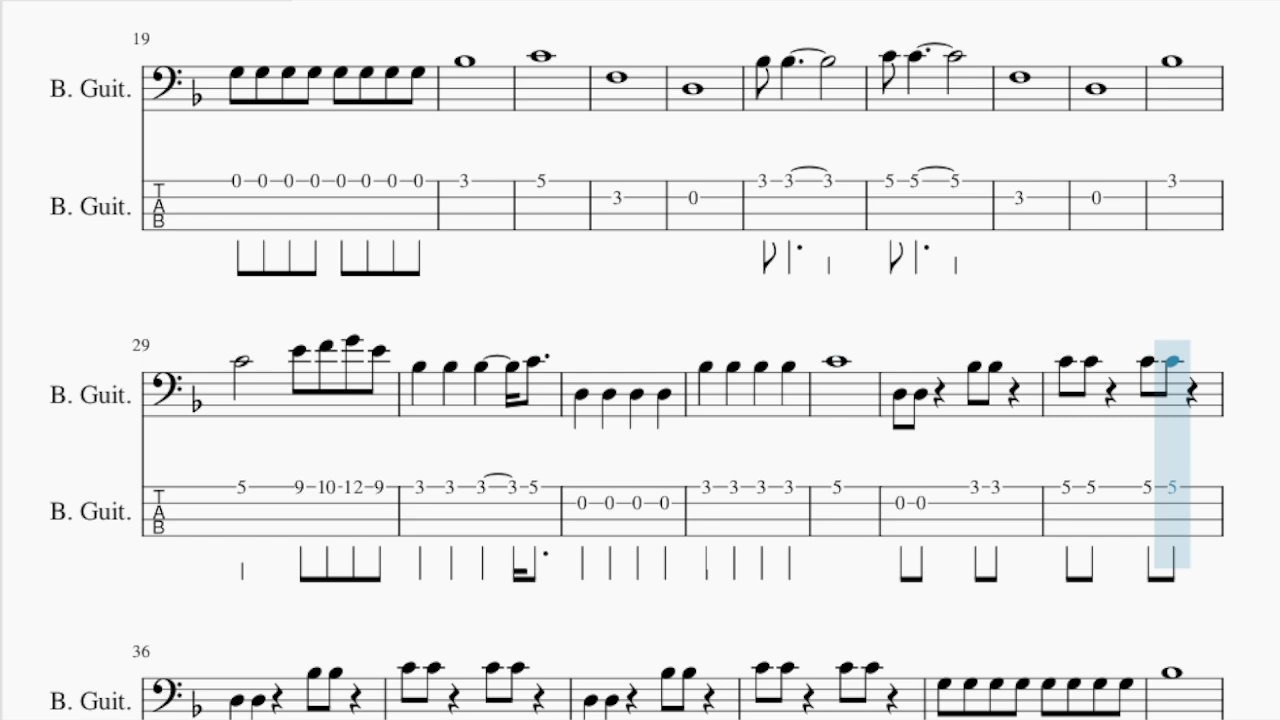 19
B. Guit.
B. Guit. TAB 0 0 0 0 0 0 0 0 3 5 3 0 3 3 3 5 5 5 3 0 3
29
B. Guit.
B. Guit. TAB 5 9 10 12 9 3 3 3 3 5 0 0 0 0 3 3 3 3 5 0 0 3 3 5 5 5 5
36
B. Guit.